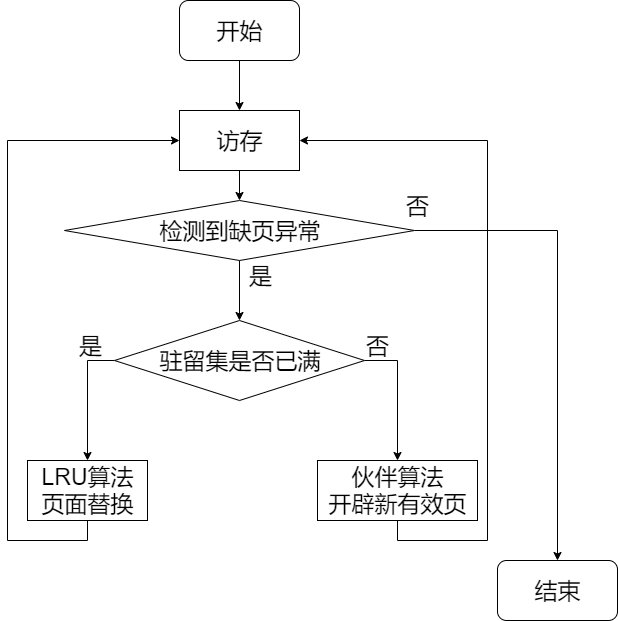 开始
访存
检测到缺页异常
否
是
驻留集是否已满
是
否
LRU算法
页面替换
伙伴算法
开辟新有效页
结束